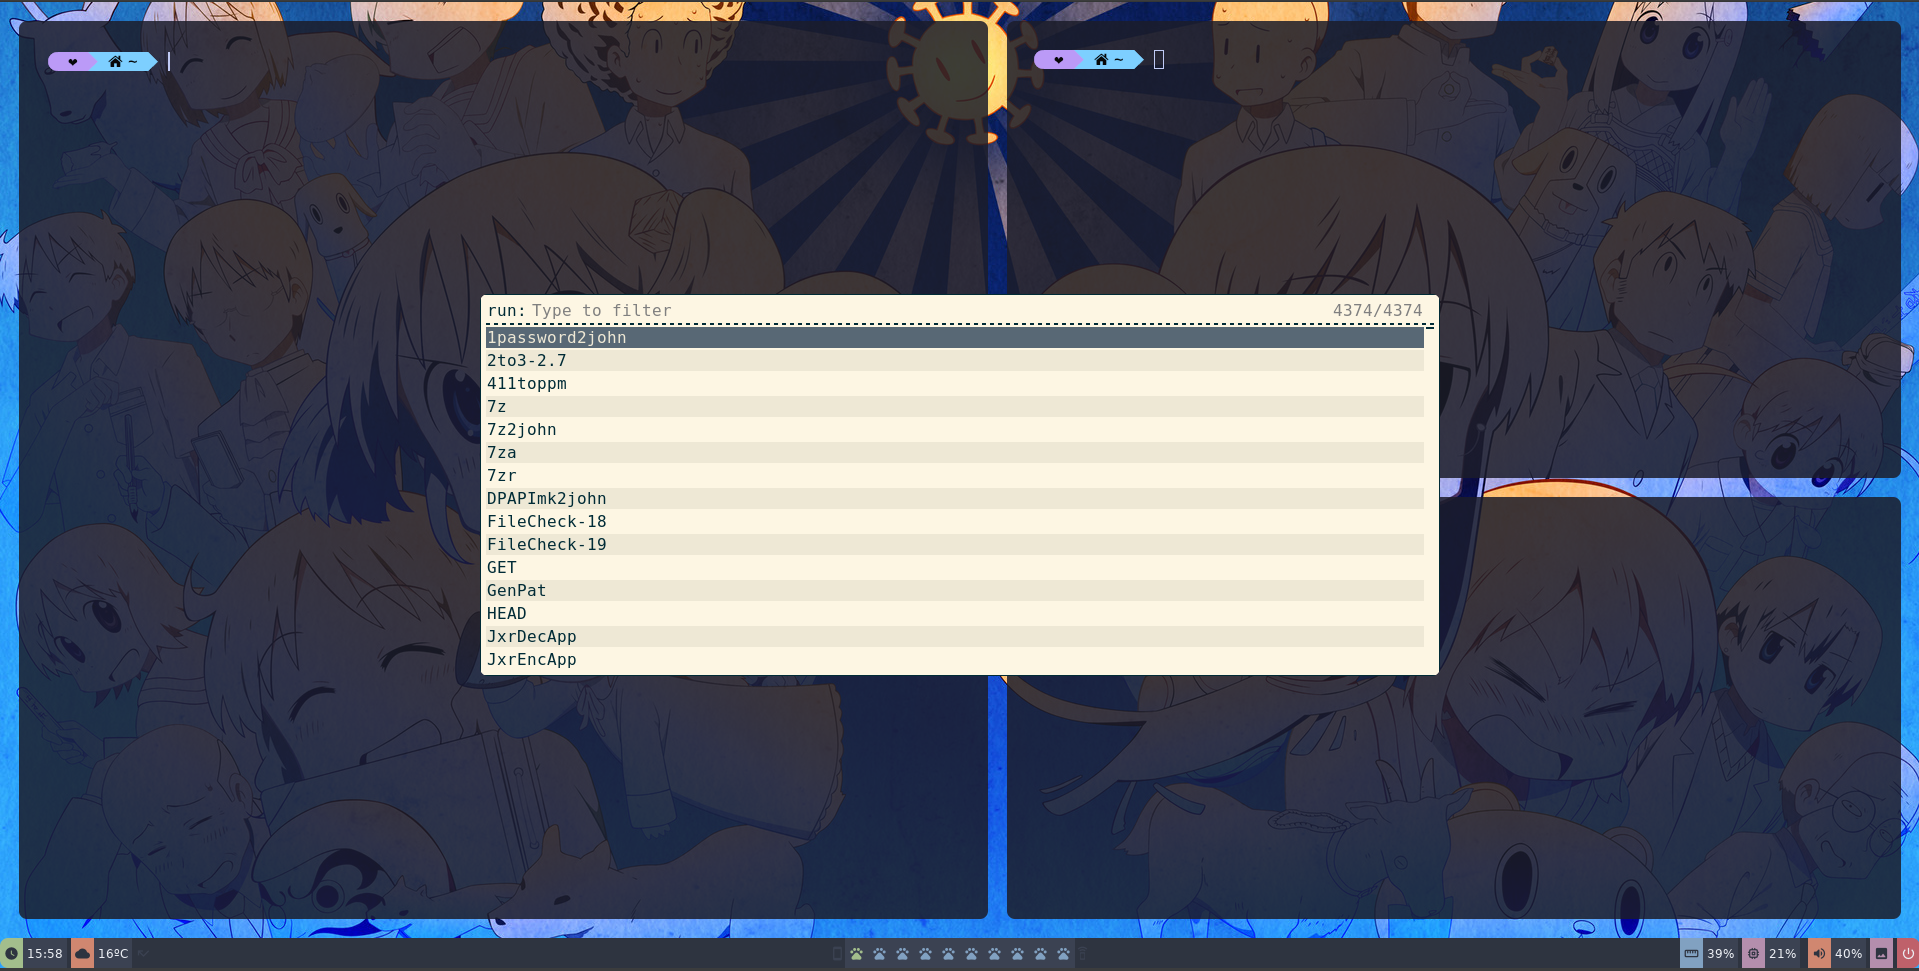 ~
~
run: Type to filter 4374/4374
1password2john
2to3-2.7
411toppm
7z
7z2john
7za
7zr
DPAPImk2john
FileCheck-18
FileCheck-19
GET
GenPat
HEAD
JxrDecApp
JxrEncApp
15:58 16ºC 39% 21% 40%